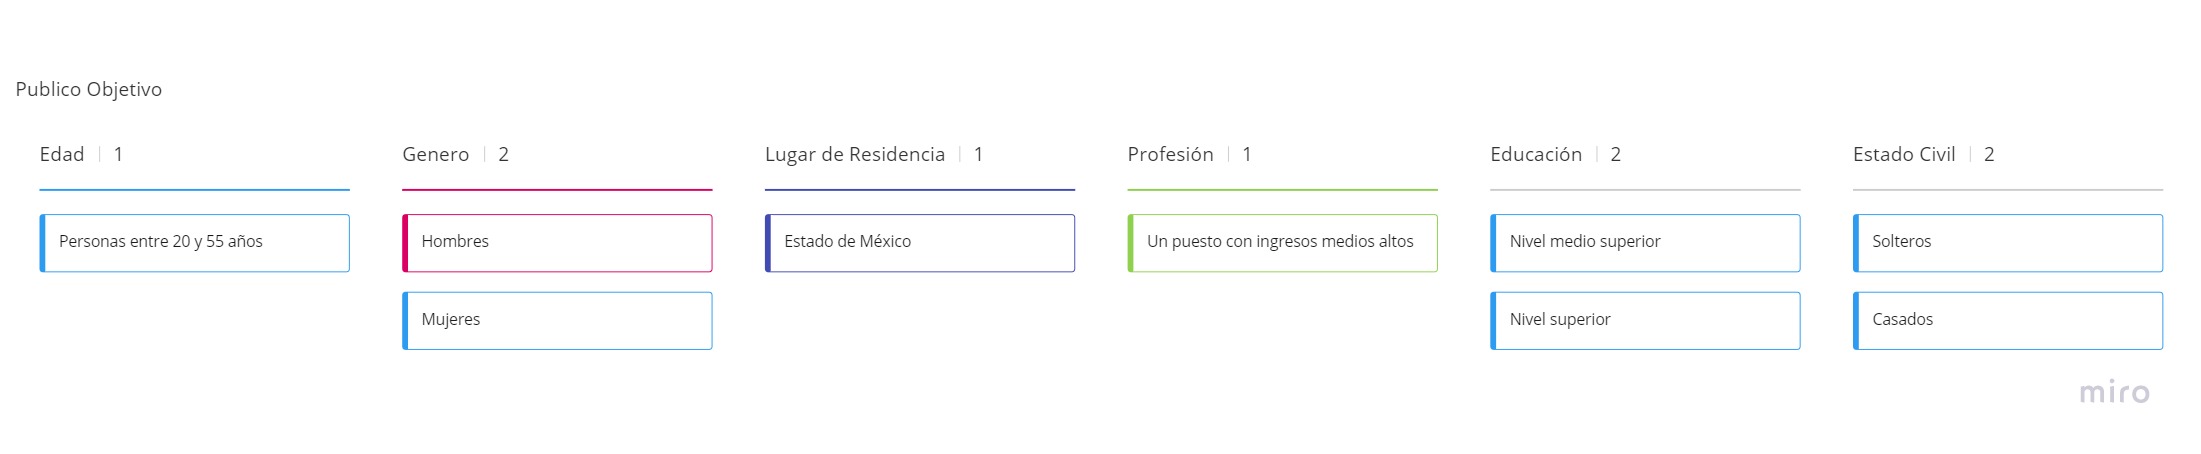 Publico Objetivo
Edad | 1
Genero | 2
Lugar de Residencia | 1
Profesión | 1
Educación | 2
Estado Civil | 2
Personas entre 20 y 55 años
Hombres
Estado de México
Un puesto con ingresos medios altos
Nivel medio superior
Solteros
Mujeres
Nivel superior
Casados
miro